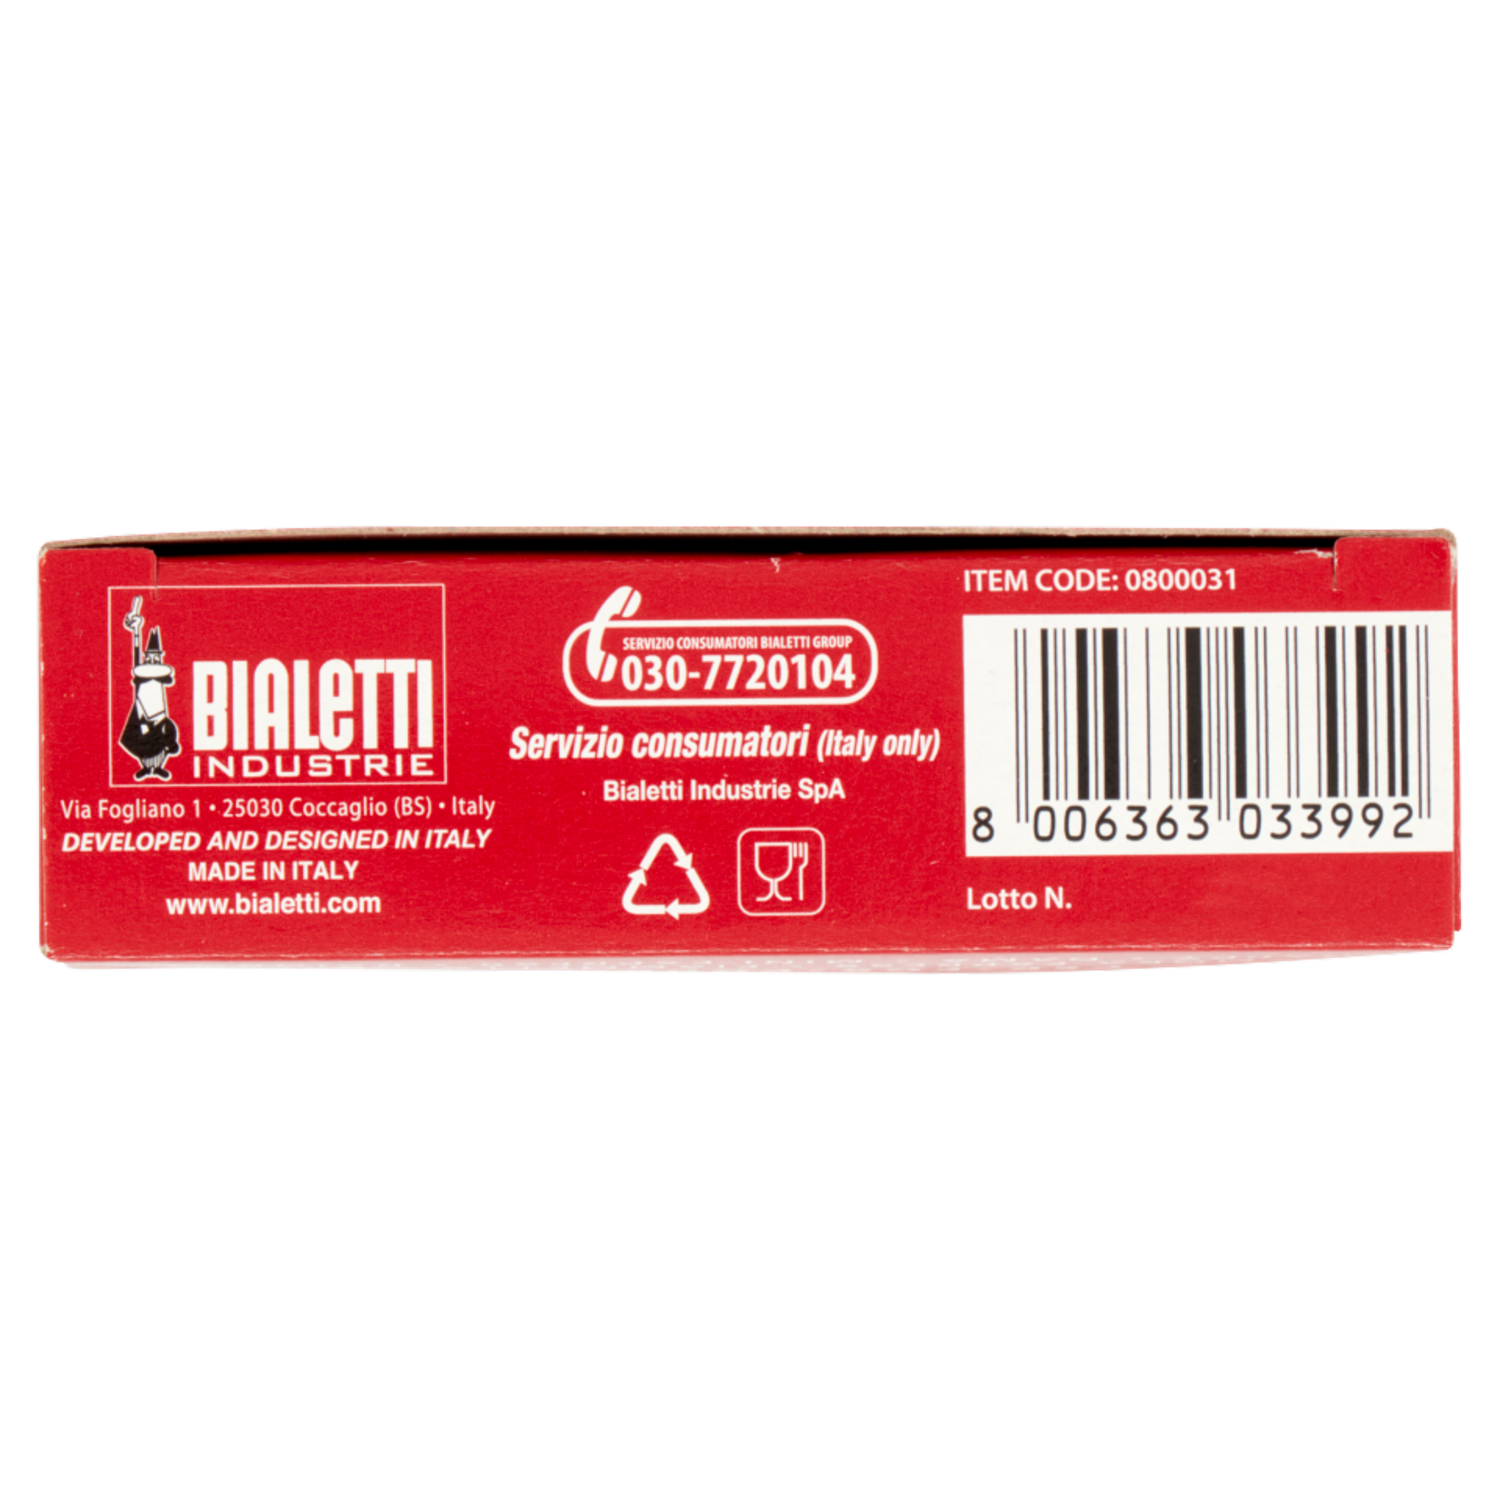 BIALETTI
INDUSTRIE
Via Fogliano 1 • 25030 Coccaglio (BS) • Italy
DEVELOPED AND DESIGNED IN ITALY
MADE IN ITALY
www.bialetti.com
SERVIZIO CONSUMATORI BIALETTI GROUP
030-7720104
Servizio consumatori (Italy only)
Bialetti Industrie SpA
ITEM CODE: 0800031
8 006363 033992
Lotto N.